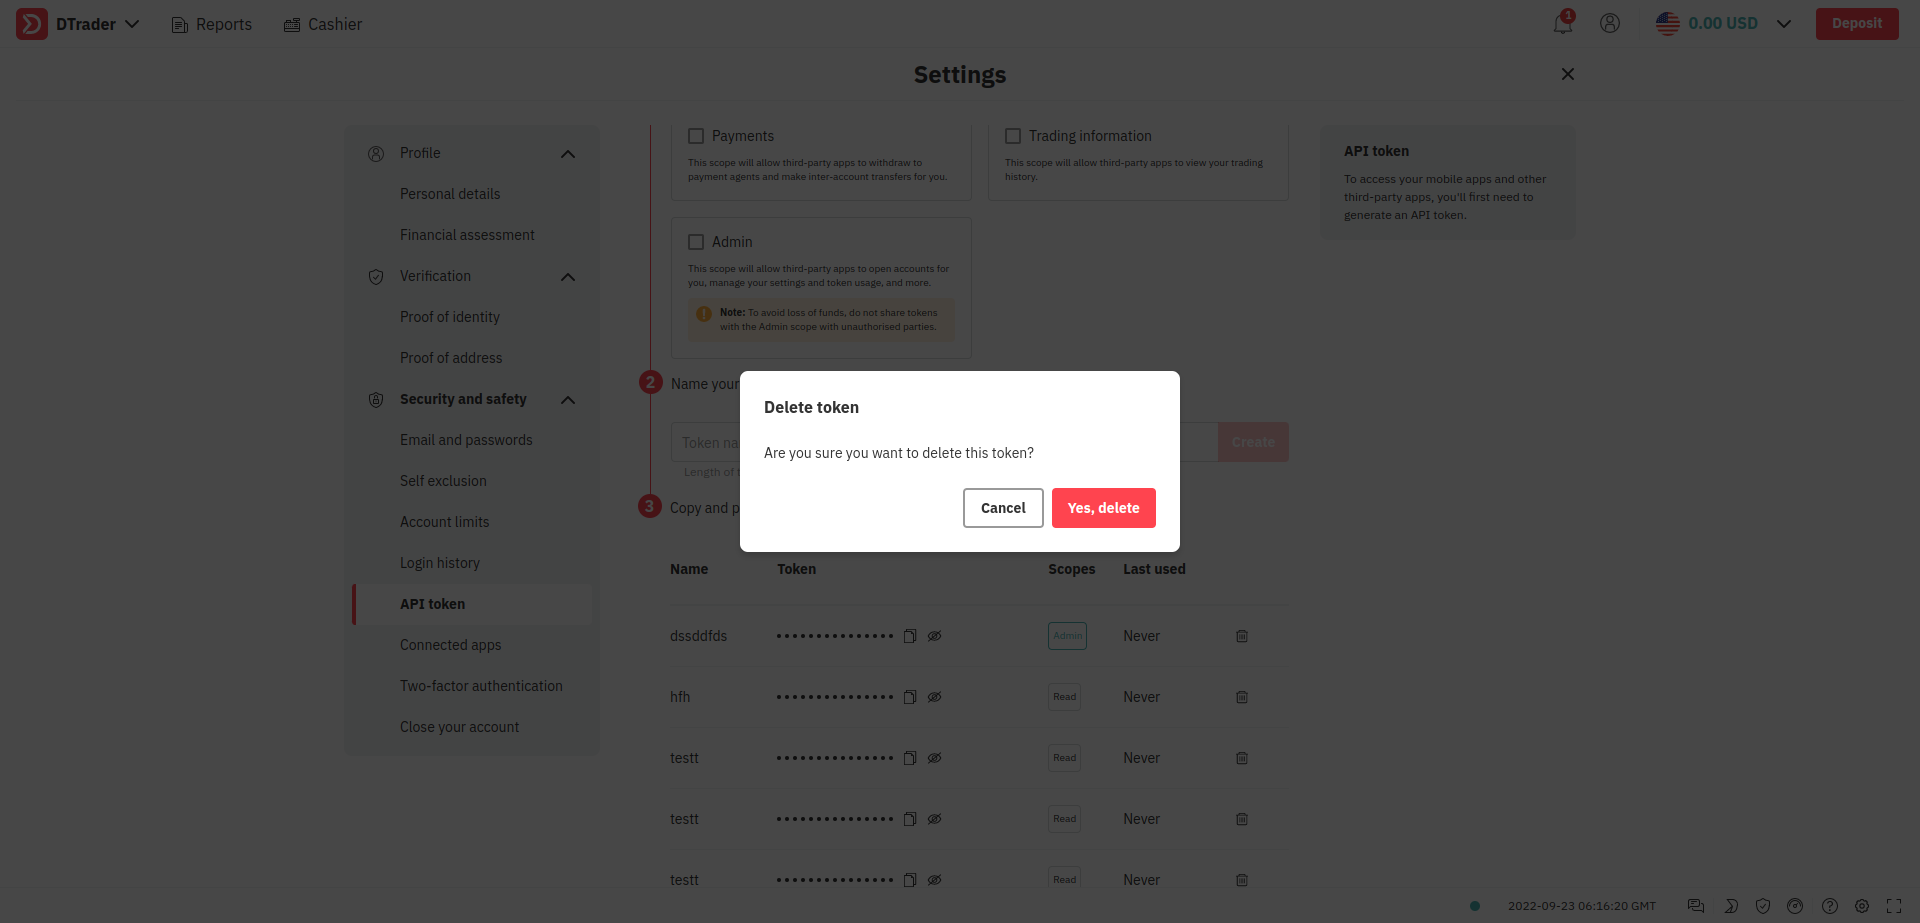 DTrader
Reports
Cashier
1
0.00 USD
Deposit
Settings
Profile
Personal details
Financial assessment
Verification
Proof of identity
Proof of address
Security and safety
Email and passwords
Self exclusion
Account limits
Login history
API token
Connected apps
Two-factor authentication
Close your account
Payments
This scope will allow third-party apps to withdraw to
payment agents and make inter-account transfers for you.
Trading information
This scope will allow third-party apps to view your trading
history.
Admin
This scope will allow third-party apps to open accounts for
you, manage your settings and token usage, and more.
Note: To avoid loss of funds, do not share tokens
with the Admin scope with unauthorised parties.
API token
To access your mobile apps and other
third-party apps, you'll first need to
generate an API token.
2 Name your
Token na
Create
Length of t
3 Copy and p
Delete token
Are you sure you want to delete this token?
Cancel
Yes, delete
Name Token Scopes Last used
dssddfds ••••••••••••••• Admin Never
hfh ••••••••••••••• Read Never
testt ••••••••••••••• Read Never
testt ••••••••••••••• Read Never
testt ••••••••••••••• Read Never
2022-09-23 06:16:20 GMT